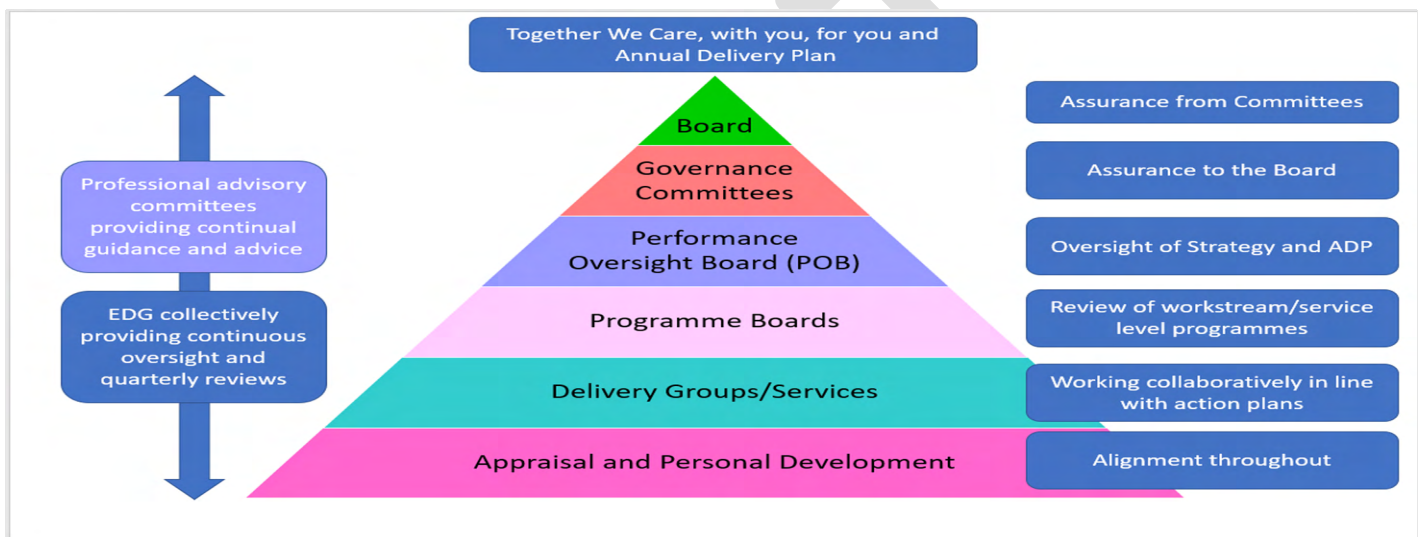 Together We Care, with you, for you and
Annual Delivery Plan
Board
Assurance from Committees
Governance
Committees
Assurance to the Board
Professional advisory
committees
providing continual
guidance and advice
Performance
Oversight Board (POB)
Oversight of Strategy and ADP
EDG collectively
providing continuous
oversight and
quarterly reviews
Programme Boards
Review of workstream/service
level programmes
Delivery Groups/Services
Working collaboratively in line
with action plans
Appraisal and Personal Development
Alignment throughout